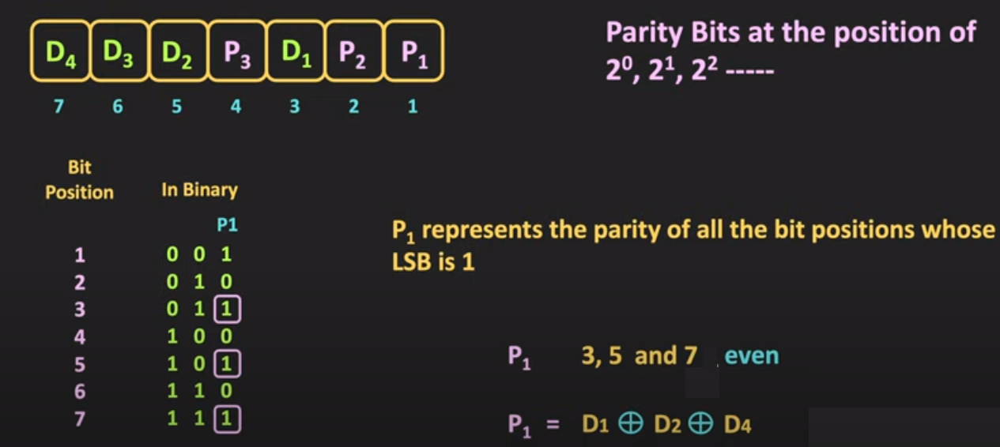 D₄ D₃ D₂ P₃ D₁ P₂ P₁
7 6 5 4 3 2 1
Parity Bits at the position of
2⁰, 2¹, 2² -----
Bit
Position
In Binary
P1
1 0 0 1
2 0 1 0
3 0 1 1
4 1 0 0
5 1 0 1
6 1 1 0
7 1 1 1
P₁ represents the parity of all the bit positions whose
LSB is 1
P₁ 3, 5 and 7 even
P₁ = D1 ⊕ D2 ⊕ D4